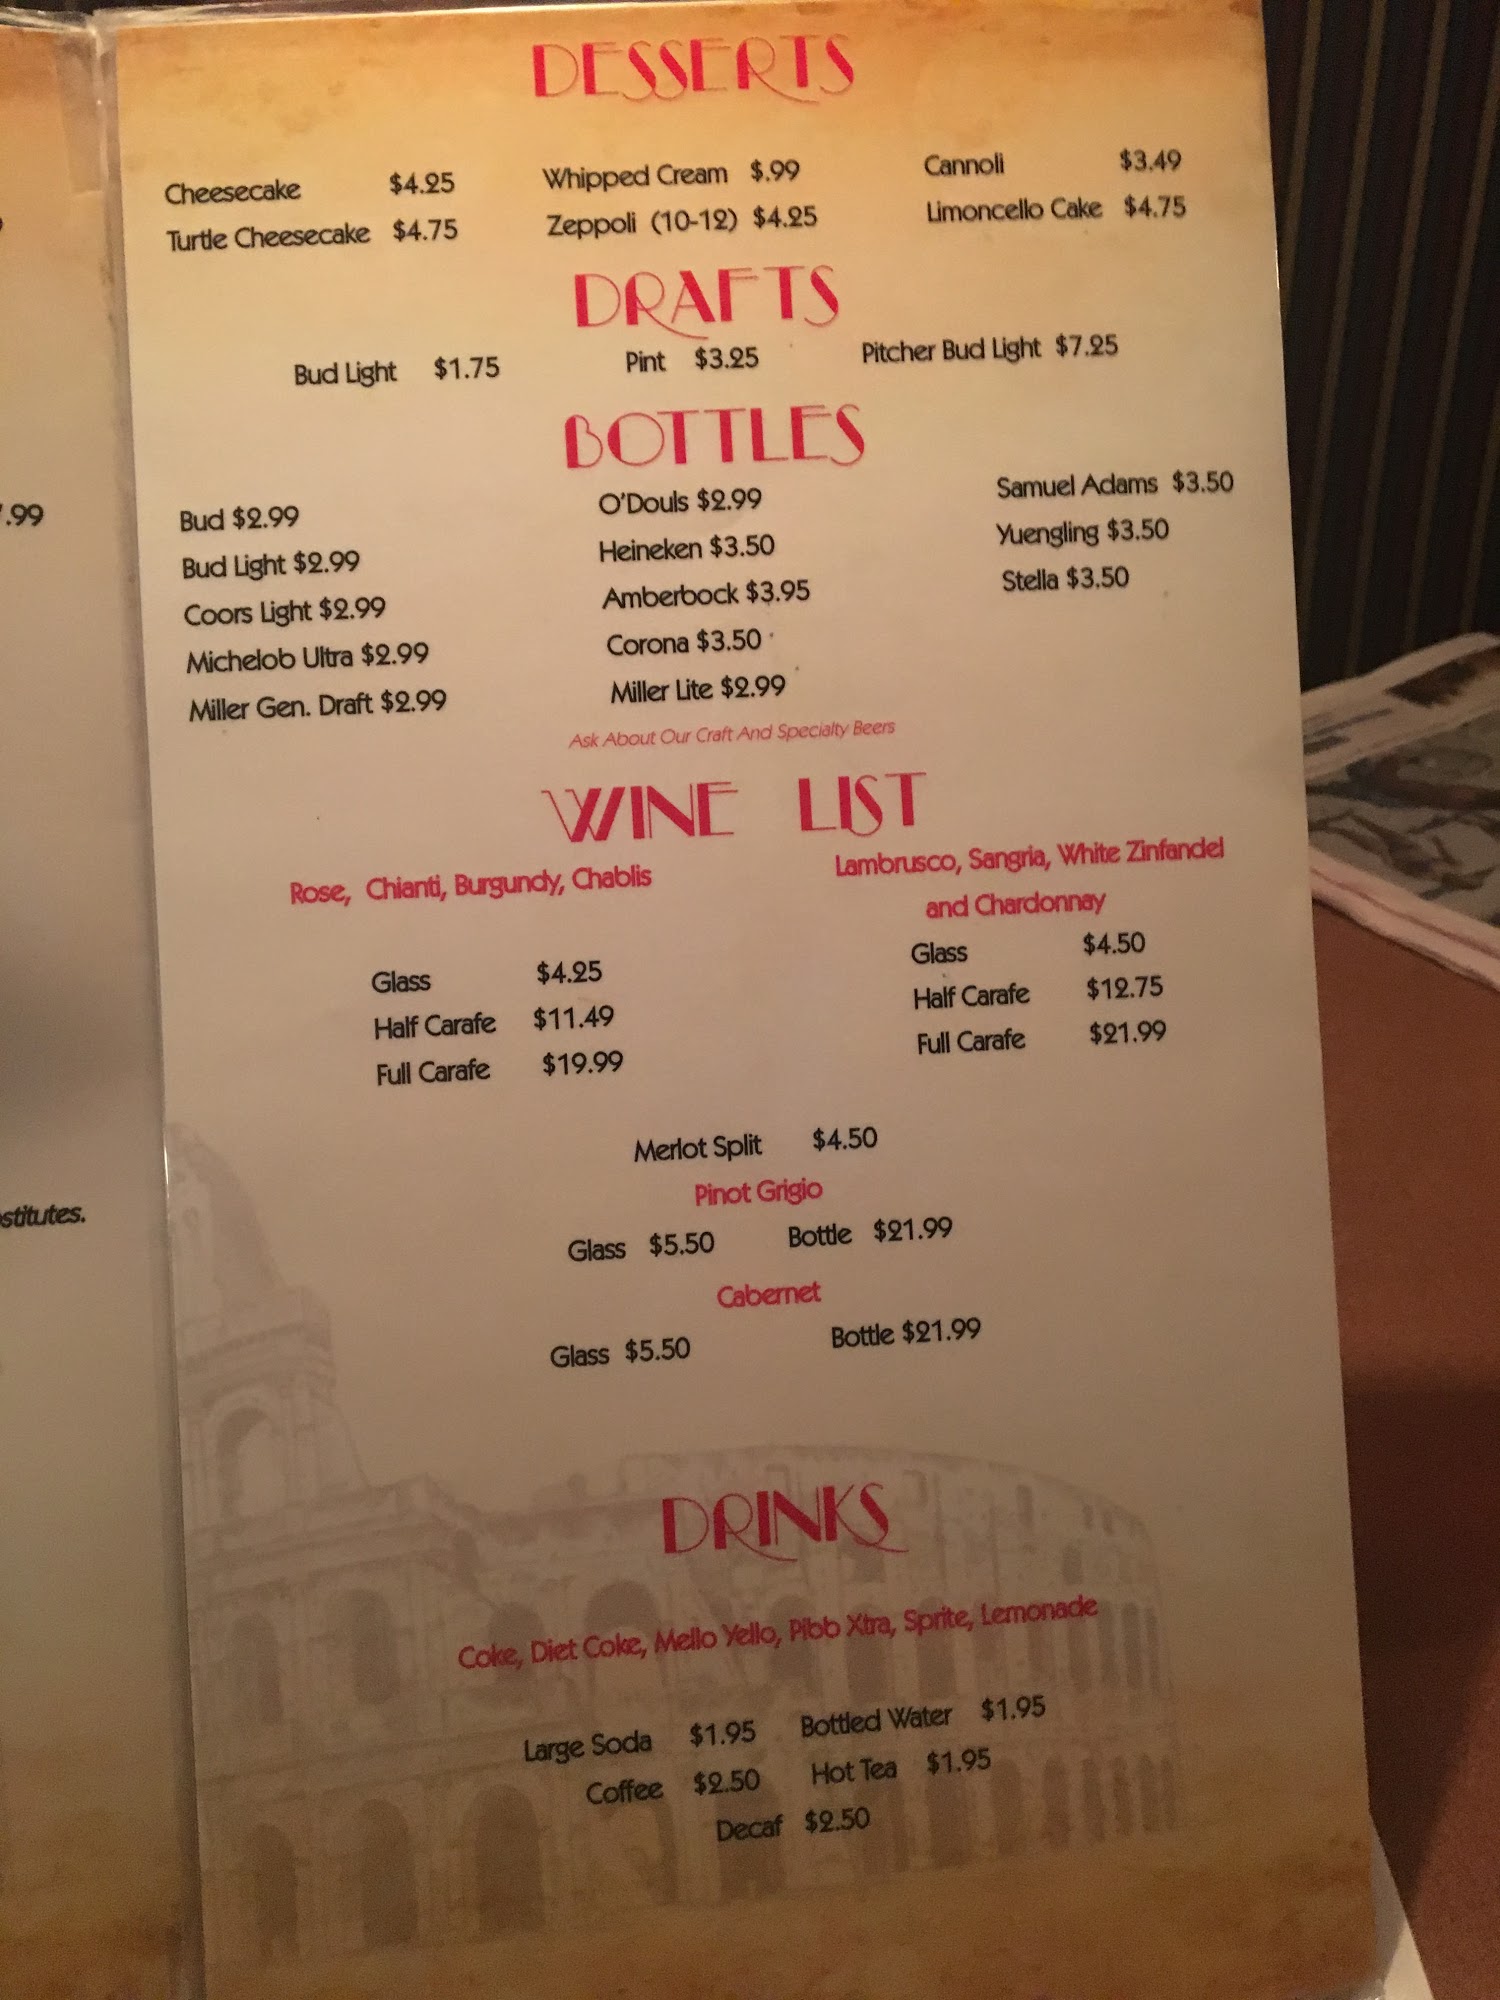 DESSERTS
Cheesecake $4.25 Whipped Cream $.99 Cannoli $3.49
Turtle Cheesecake $4.75 Zeppoli (10-12) $4.25 Limoncello Cake $4.75
DRAFTS
Bud Light $1.75 Pint $3.25 Pitcher Bud Light $7.25
BOTTLES
Bud $2.99 O'Douls $2.99 Samuel Adams $3.50
Bud Light $2.99 Heineken $3.50 Yuengling $3.50
Coors Light $2.99 Amberbock $3.95 Stella $3.50
Michelob Ultra $2.99 Corona $3.50
Miller Gen. Draft $2.99 Miller Lite $2.99
Ask About Our Craft And Specialty Beers
WINE LIST
Rose, Chianti, Burgundy, Chablis
Glass $4.25
Half Carafe $11.49
Full Carafe $19.99
Lambrusco, Sangria, White Zinfandel
and Chardonnay
Glass $4.50
Half Carafe $12.75
Full Carafe $21.99
Merlot Split $4.50
Pinot Grigio
Glass $5.50 Bottle $21.99
Cabernet
Glass $5.50 Bottle $21.99
DRINKS
Coke, Diet Coke, Mello Yello, Pibb Xtra, Sprite, Lemonade
Large Soda $1.95 Bottled Water $1.95
Coffee $2.50 Hot Tea $1.95
Decaf $2.50